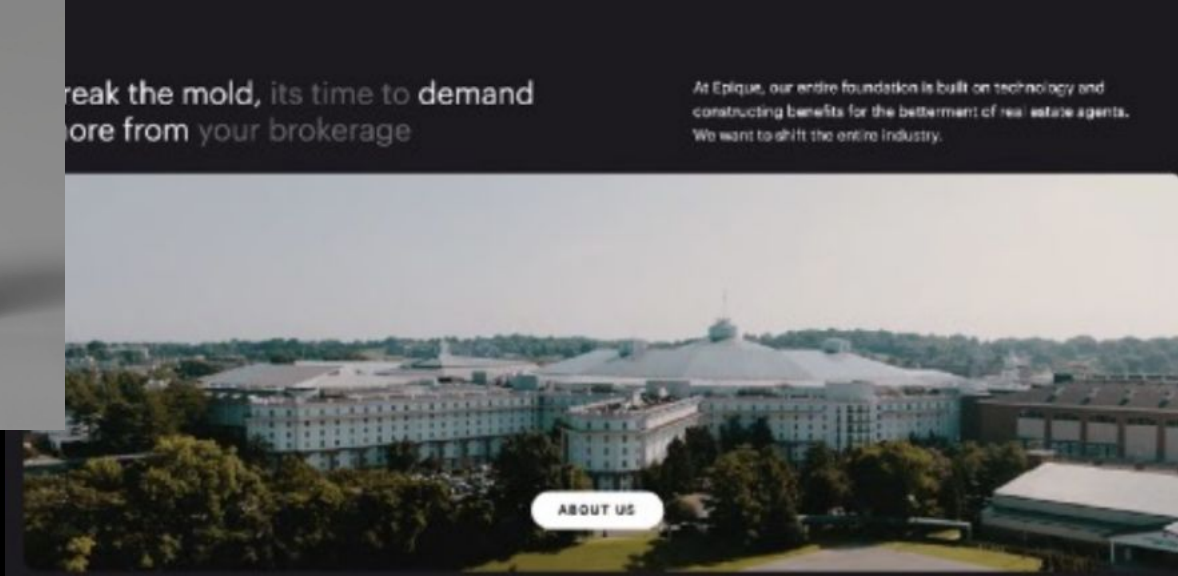 reak the mold, its time to demand
ore from your brokerage
At Epique, our entire foundation is built on technology and
constructing benefits for the betterment of real estate agents.
We want to shift the entire industry.
ABOUT US